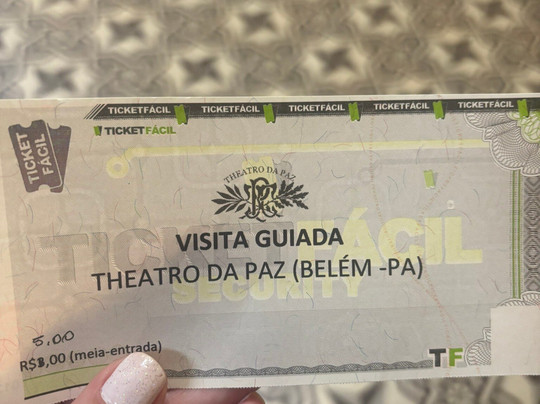 TICKETFÁCIL TICKETFÁCIL TICKETFÁCIL TICKETFÁCIL TICKETFÁCIL
TICKET FÁCIL
TICKETFÁCIL
THEATRO DA PAZ
VISITA GUIADA
TICKETFÁCIL
THEATRO DA PAZ (BELÉM -PA)
SECURITY
5,00
R$3,00 (meia-entrada)
TF